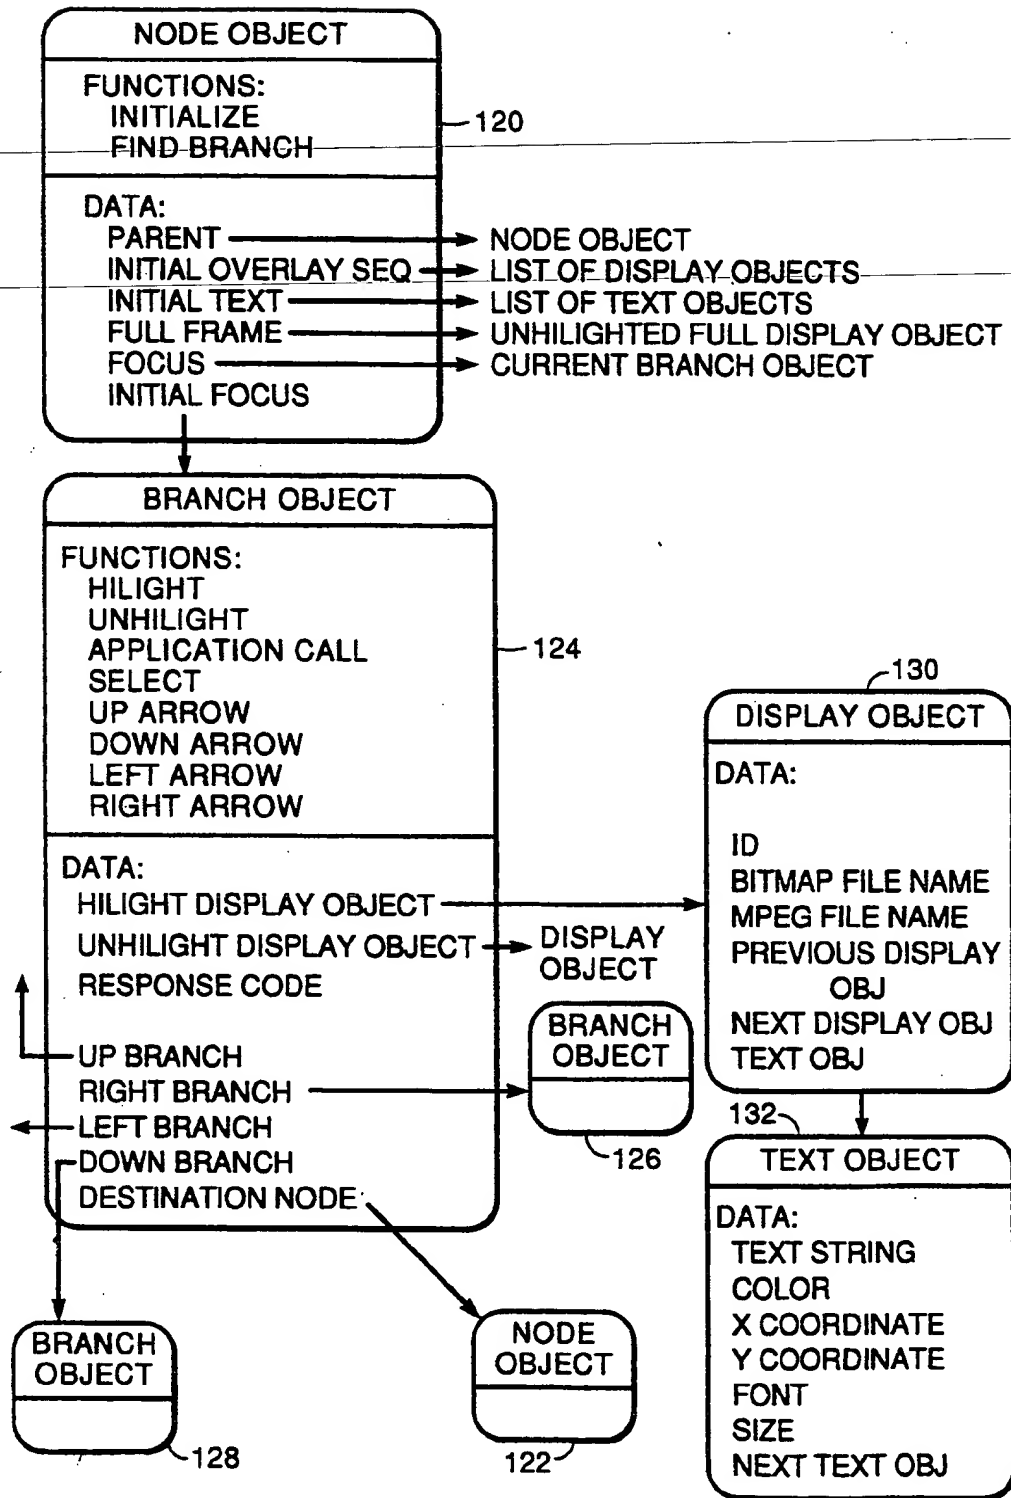 NODE OBJECT
FUNCTIONS:
INITIALIZE
FIND BRANCH
120
DATA:
PARENT
NODE OBJECT
INITIAL OVERLAY SEQ
LIST OF DISPLAY OBJECTS
INITIAL TEXT
LIST OF TEXT OBJECTS
FULL FRAME
UNHILIGHTED FULL DISPLAY OBJECT
FOCUS
CURRENT BRANCH OBJECT
INITIAL FOCUS
BRANCH OBJECT
FUNCTIONS:
HILIGHT
UNHILIGHT
APPLICATION CALL
SELECT
UP ARROW
DOWN ARROW
LEFT ARROW
RIGHT ARROW
124
DATA:
HILIGHT DISPLAY OBJECT
UNHILIGHT DISPLAY OBJECT
DISPLAY
OBJECT
RESPONSE CODE
UP BRANCH
RIGHT BRANCH
LEFT BRANCH
DOWN BRANCH
DESTINATION NODE
130
DISPLAY OBJECT
DATA:
ID
BITMAP FILE NAME
MPEG FILE NAME
PREVIOUS DISPLAY
OBJ
NEXT DISPLAY OBJ
TEXT OBJ
BRANCH
OBJECT
126
132
TEXT OBJECT
DATA:
TEXT STRING
COLOR
X COORDINATE
Y COORDINATE
FONT
SIZE
NEXT TEXT OBJ
BRANCH
OBJECT
128
NODE
OBJECT
122